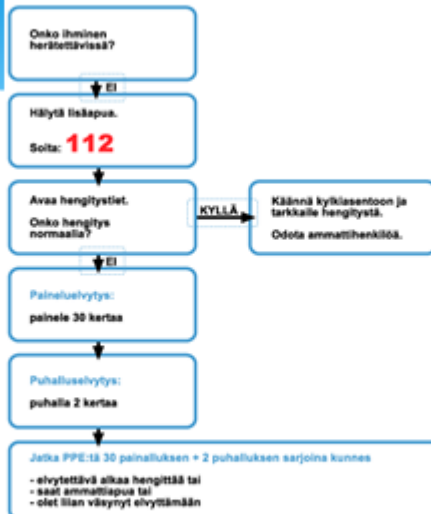 Onko ihminen
herätettävissä?
EI
Hälytä lisäapua.
Soita: 112
Avaa hengitystiet.
Onko hengitys
normaalia?
KYLLÄ
Käännä kylkiasentoon ja
tarkkaile hengitystä.
Odota ammattihenkilöä.
EI
Paineluelvytys:
painele 30 kertaa
Puhalluselvytys:
puhalla 2 kertaa
Jatka PPE:tä 30 painalluksen + 2 puhalluksen sarjoina kunnes
- elvytettävä alkaa hengittää tai
- saat ammattiapua tai
- olet liian väsynyt elvyttämään